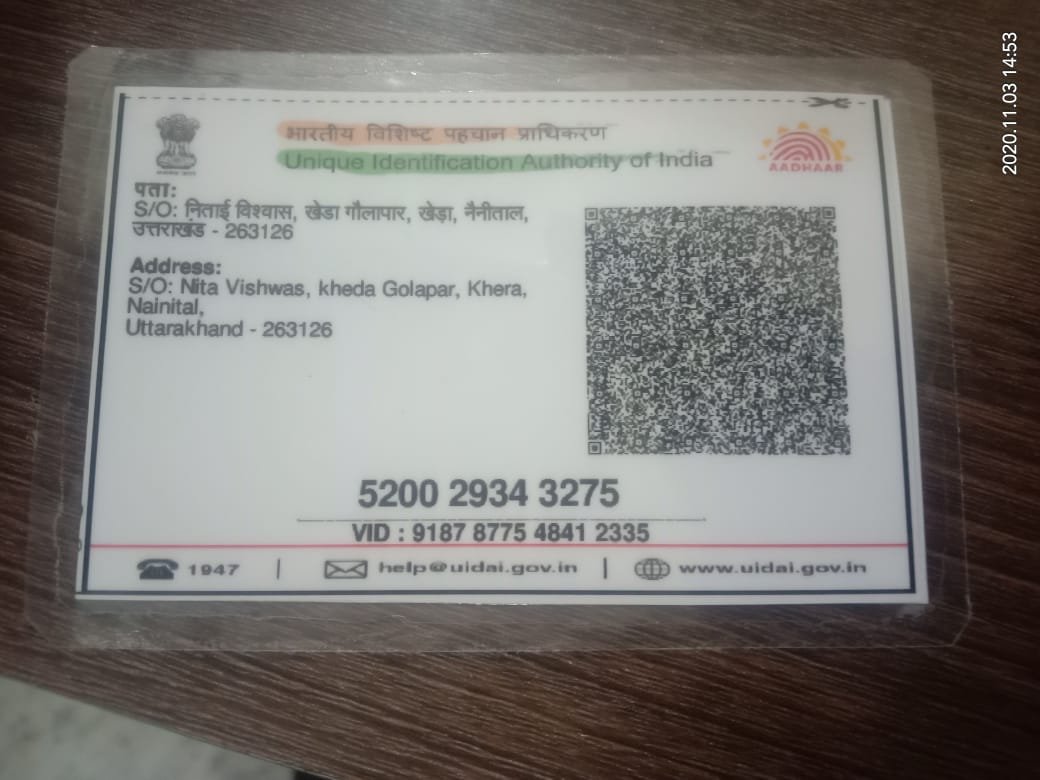 भारतीय विशिष्ट पहचान प्राधिकरण
Unique Identification Authority of India
AADHAAR
पता:
S/O: निताई विश्वास, खेडा गौलापार, खेड़ा, नैनीताल,
उत्तराखंड - 263126
Address:
S/O: Nita Vishwas, kheda Golapar, Khera,
Nainital,
Uttarakhand - 263126
5200 2934 3275
VID : 9187 8775 4841 2335
1947 | help@uidai.gov.in | www.uidai.gov.in
2020.11.03 14:53